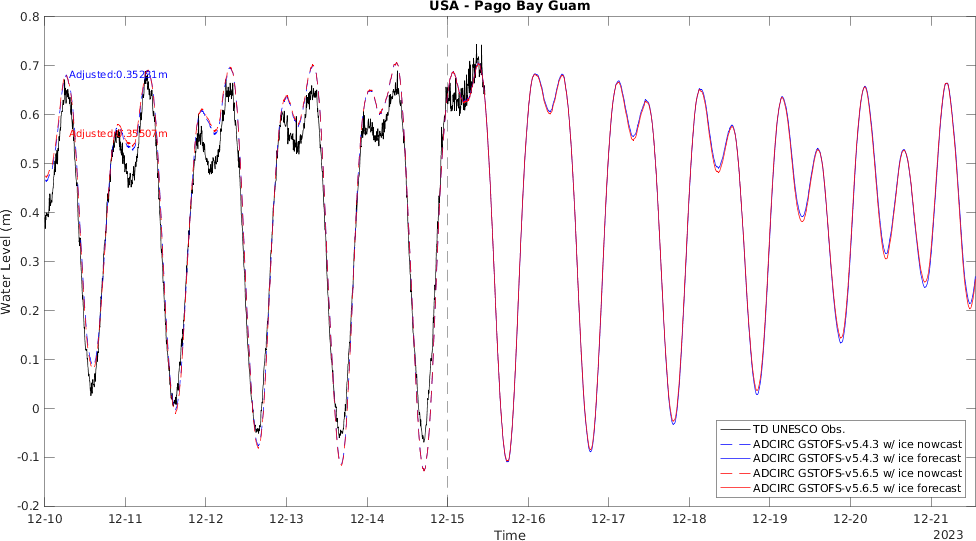 USA - Pago Bay Guam
0.8
0.7
0.6
0.5
0.4
0.3
0.2
0.1
0
-0.1
-0.2
Water Level (m)
Adjusted:0.35221m
Adjusted:0.35507m
TD UNESCO Obs.
ADCIRC GSTOFS-v5.4.3 w/ ice nowcast
ADCIRC GSTOFS-v5.4.3 w/ ice forecast
ADCIRC GSTOFS-v5.6.5 w/ ice nowcast
ADCIRC GSTOFS-v5.6.5 w/ ice forecast
12-10 12-11 12-12 12-13 12-14 12-15 12-16 12-17 12-18 12-19 12-20 12-21
Time
2023